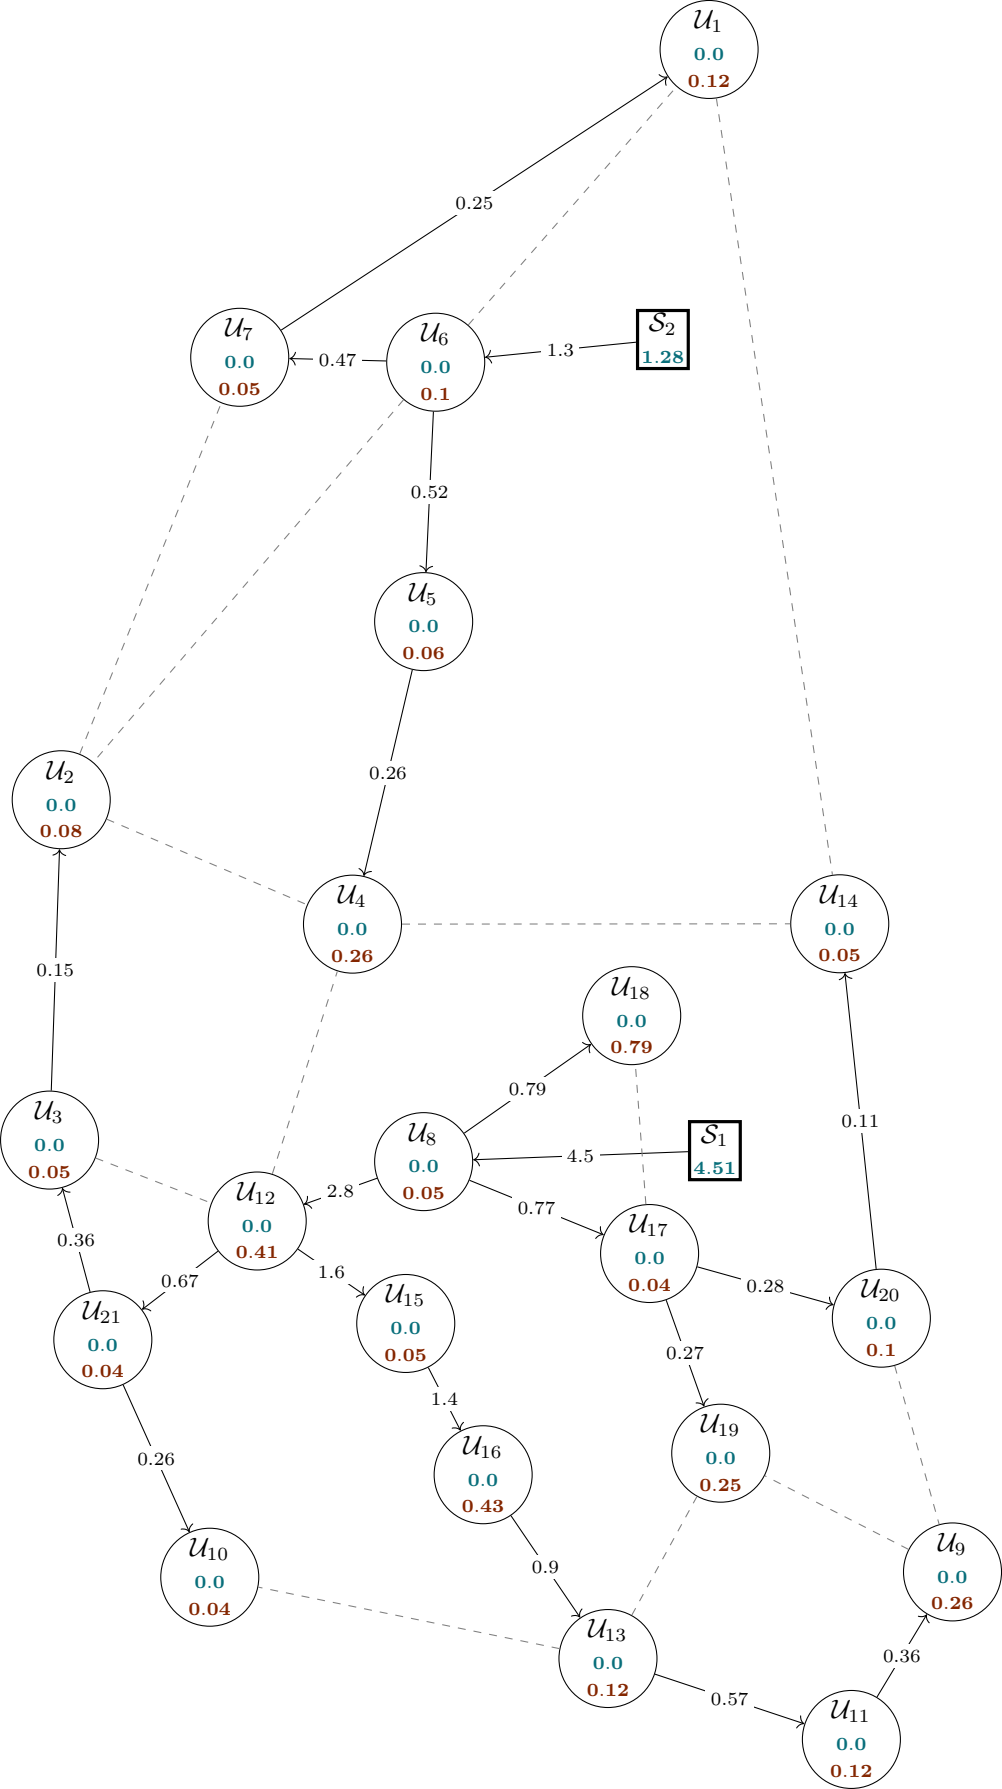 𝒰₁
0.0
0.12
0.25
𝒰₇
0.0
0.05
0.47
𝒰₆
0.0
0.1
1.3
𝒮₂
1.28
0.52
𝒰₅
0.0
0.06
0.26
𝒰₂
0.0
0.08
𝒰₄
0.0
0.26
𝒰₁₄
0.0
0.05
0.15
𝒰₁₈
0.0
0.79
0.79
𝒰₃
0.0
0.05
𝒰₈
0.0
0.05
4.5
𝒮₁
4.51
0.11
𝒰₁₂
0.0
0.41
2.8
0.77
𝒰₁₇
0.0
0.04
0.36
0.67
1.6
0.28
𝒰₂₀
0.0
0.1
𝒰₂₁
0.0
0.04
𝒰₁₅
0.0
0.05
0.27
1.4
𝒰₁₉
0.0
0.25
0.26
𝒰₁₆
0.0
0.43
𝒰₁₀
0.0
0.04
0.9
𝒰₉
0.0
0.26
𝒰₁₃
0.0
0.12
0.36
0.57
𝒰₁₁
0.0
0.12